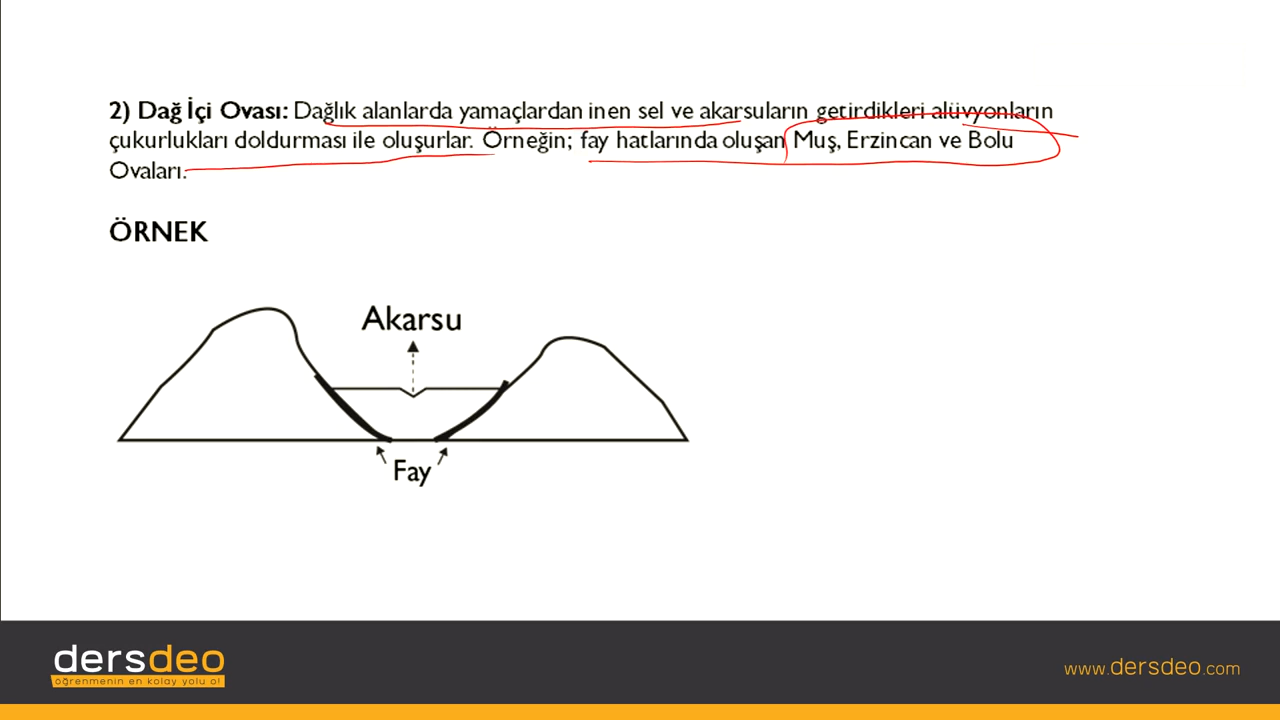 2) Dağ İçi Ovası: Dağlık alanlarda yamaçlardan inen sel ve akarsuların getirdikleri alüvyonların
çukurlukları doldurması ile oluşurlar. Örneğin; fay hatlarında oluşan Muş, Erzincan ve Bolu
Ovaları.
ÖRNEK
Akarsu
Fay
dersdeo
öğrenmenin en kolay yolu o!
www.dersdeo.com